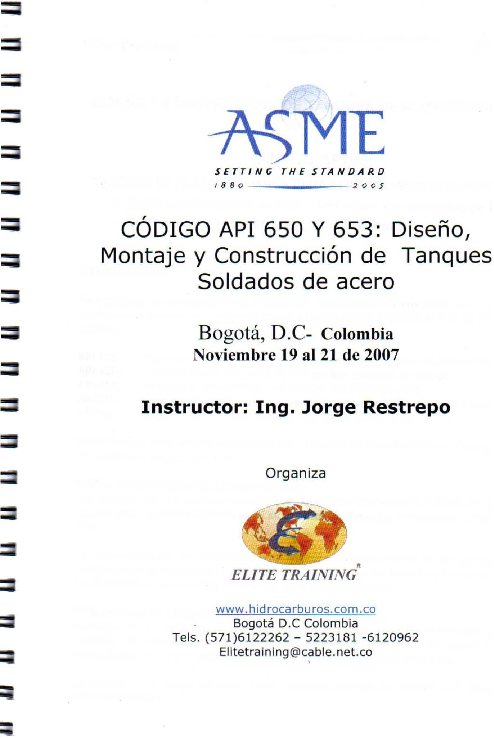 ASME
SETTING THE STANDARD
1880 2005
CÓDIGO API 650 Y 653: Diseño,
Montaje y Construcción de Tanques
Soldados de acero
Bogotá, D.C- Colombia
Noviembre 19 al 21 de 2007
Instructor: Ing. Jorge Restrepo
Organiza
ELITE TRAINING®
www.hidrocarburos.com.co
Bogotá D.C Colombia
Tels. (571)6122262 – 5223181 -6120962
Elitetraining@cable.net.co